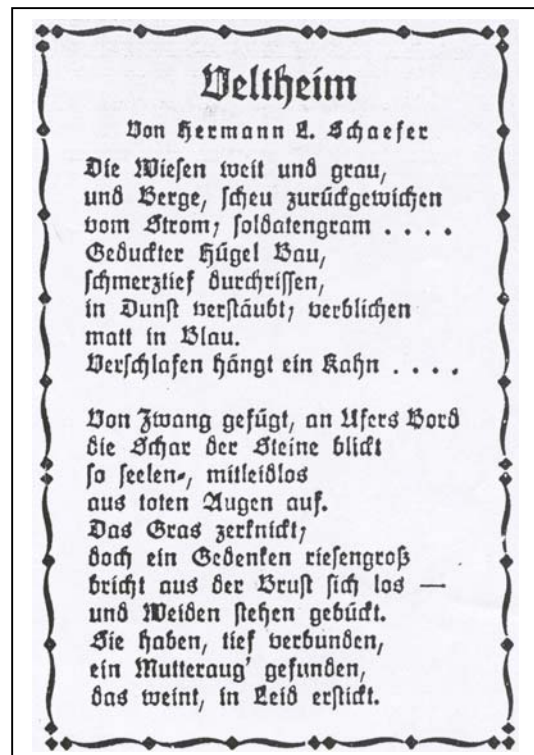 Veltheim
Von Hermann L. Schaefer
Die Wiesen weit und grau,
und Berge, scheu zurückgewichen
vom Strom; soldatengram . . . .
Geduckter Hügel Bau,
schmerztief durchrissen,
in Dunst verstäubt; verblichen
matt in Blau.
Verschlafen hängt ein Kahn . . . .
Von Zwang gefügt, an Ufers Bord
die Schar der Steine blickt
so seelen-, mitleidlos
aus toten Augen auf.
Das Gras zerknickt;
doch ein Gedenken riesengroß
bricht aus der Brust sich los —
und Weiden stehen gebückt.
Sie haben, tief verbunden,
ein Mutteraug' gefunden,
das weint, in Leid erstickt.